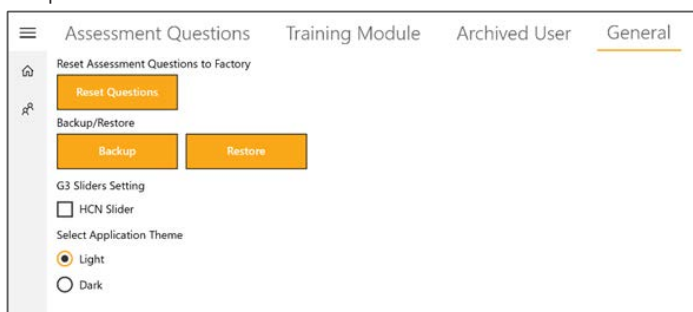 Assessment Questions Training Module Archived User General
Reset Assessment Questions to Factory
Reset Questions
Backup/Restore
Backup Restore
G3 Sliders Setting
HCN Slider
Select Application Theme
Light
Dark